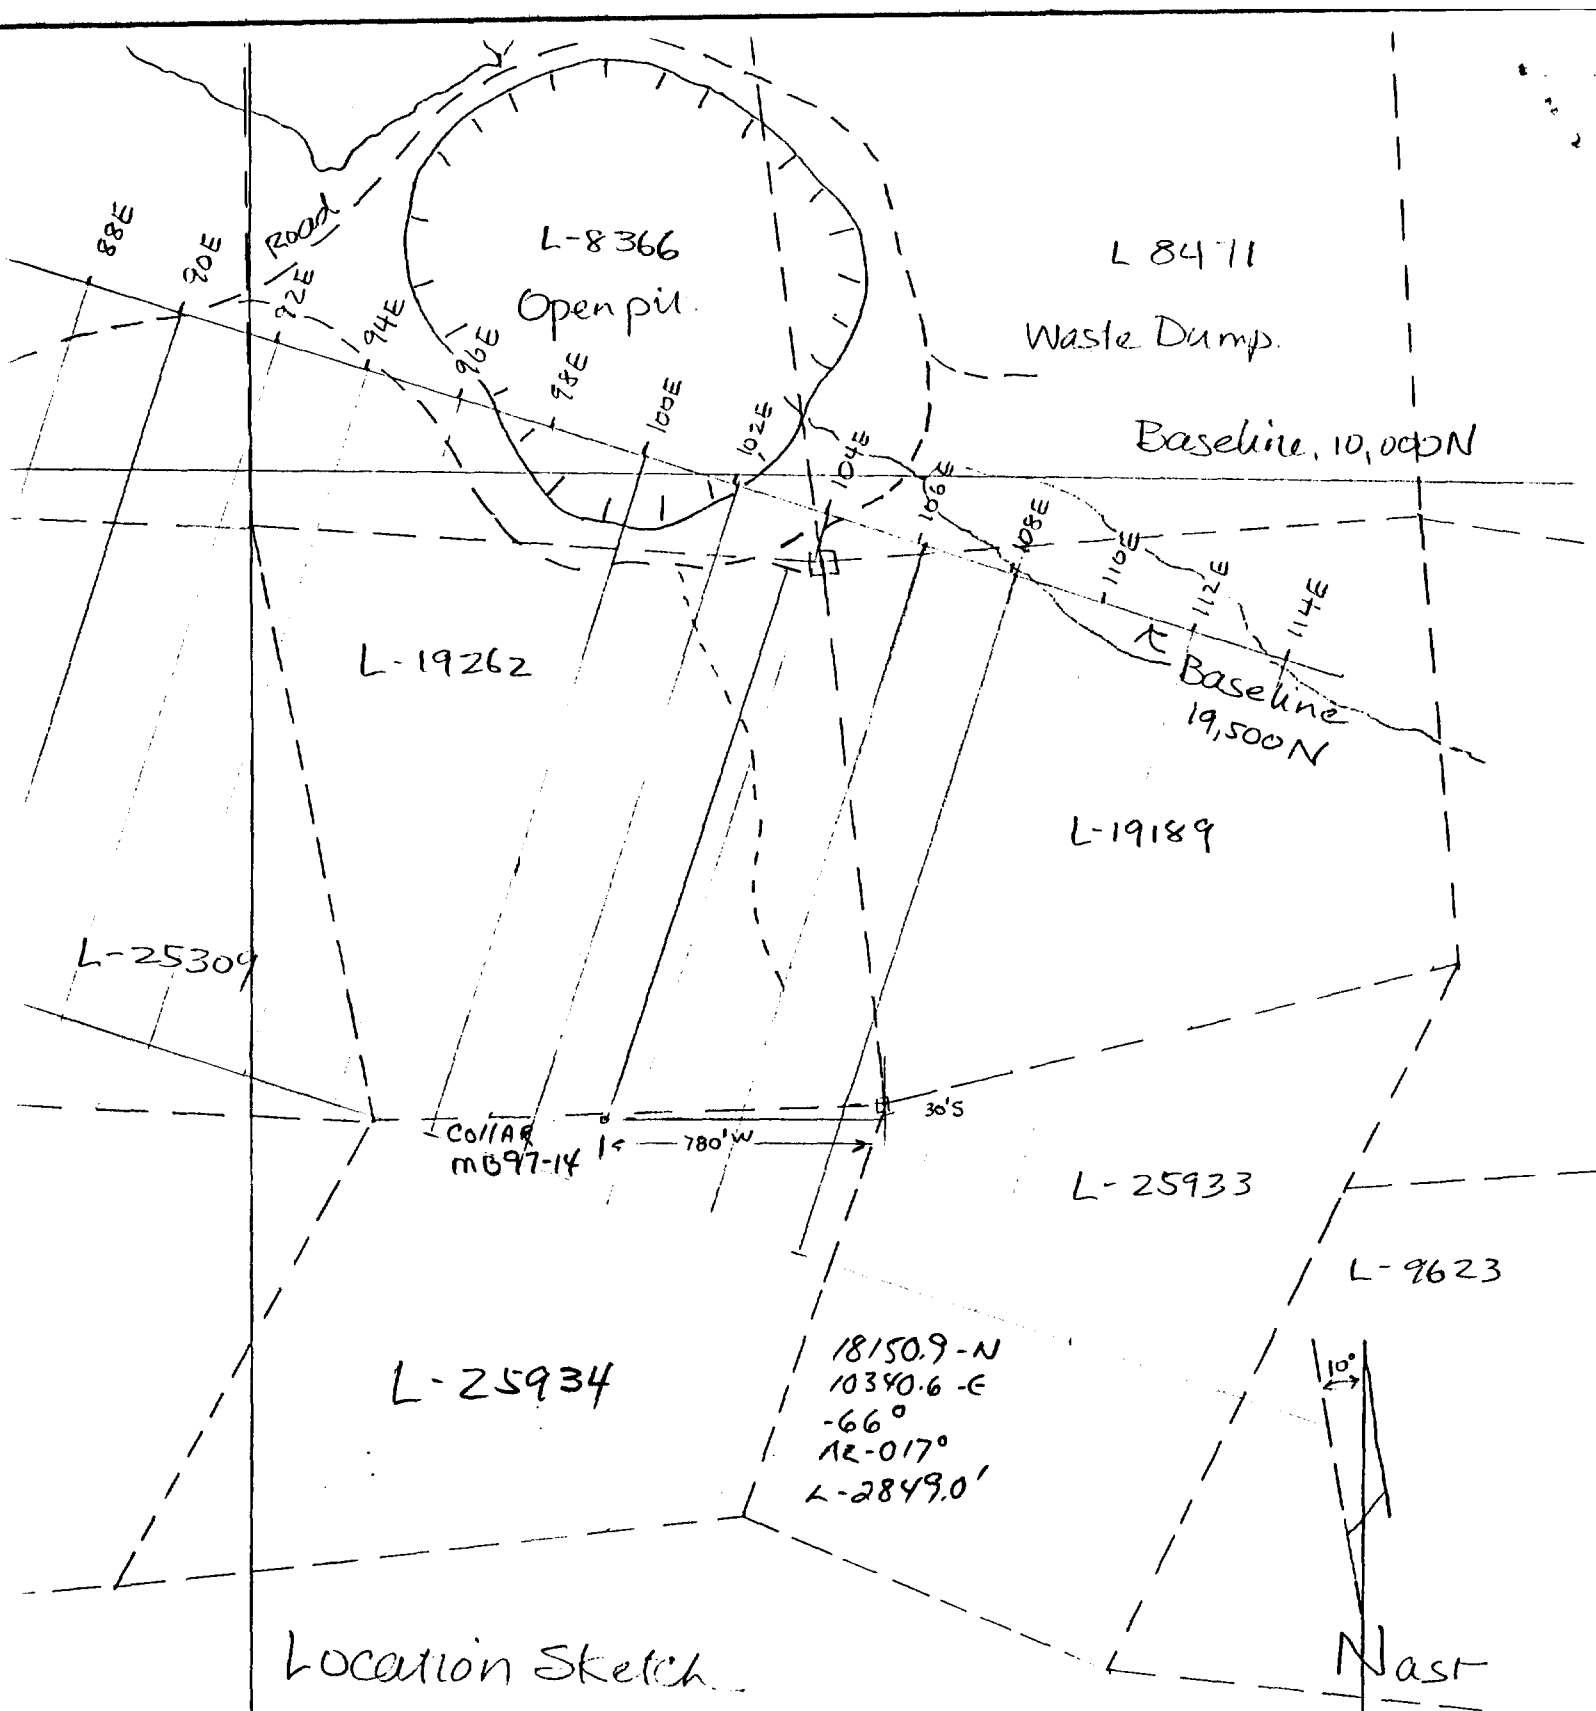 88E
90E
Road
92E
94E
96E
98E
100E
102E
104E
106E
108E
110E
112E
114E
L-8366
Open pit.
L 8471
Waste Dump.
Baseline, 10,000N
Baseline
19,500N
L-19262
L-19189
L-25309
30'S
Collar
MB97-14
780'W
L-25933
L-9623
L-25934
18150.9-N
10340.6-E
-66°
AZ-017°
L-2849.0'
10°
Location Sketch
N